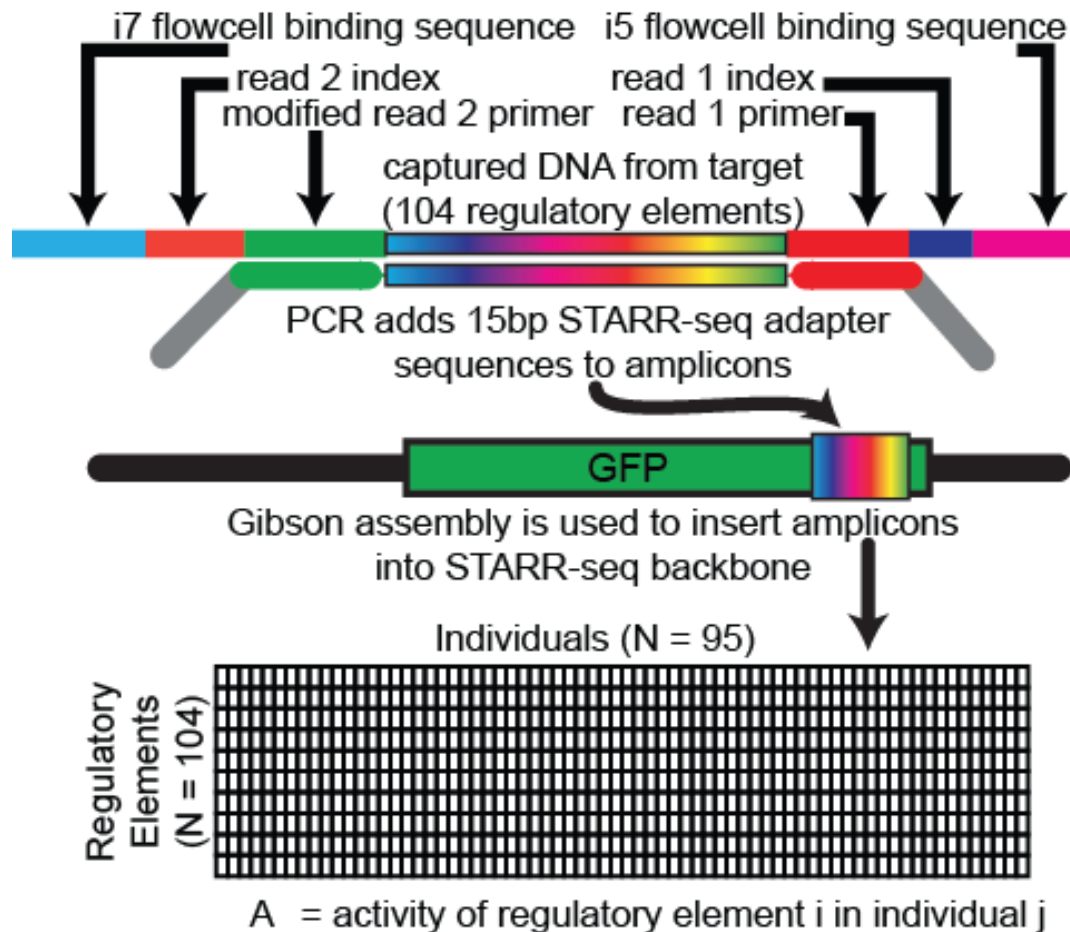 i7 flowcell binding sequence
i5 flowcell binding sequence
read 2 index
read 1 index
modified read 2 primer
read 1 primer
captured DNA from target
(104 regulatory elements)
PCR adds 15bp STARR-seq adapter
sequences to amplicons
GFP
Gibson assembly is used to insert amplicons
into STARR-seq backbone
Individuals (N = 95)
Regulatory
Elements
(N = 104)
A = activity of regulatory element i in individual j